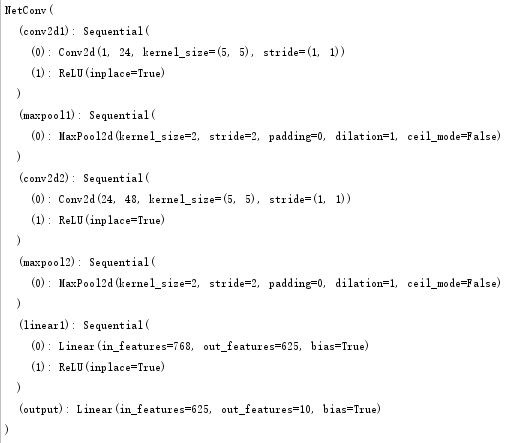 NetConv(
  (conv2d1): Sequential(
    (0): Conv2d(1, 24, kernel_size=(5, 5), stride=(1, 1))
    (1): ReLU(inplace=True)
  )
  (maxpool1): Sequential(
    (0): MaxPool2d(kernel_size=2, stride=2, padding=0, dilation=1, ceil_mode=False)
  )
  (conv2d2): Sequential(
    (0): Conv2d(24, 48, kernel_size=(5, 5), stride=(1, 1))
    (1): ReLU(inplace=True)
  )
  (maxpool2): Sequential(
    (0): MaxPool2d(kernel_size=2, stride=2, padding=0, dilation=1, ceil_mode=False)
  )
  (linear1): Sequential(
    (0): Linear(in_features=768, out_features=625, bias=True)
    (1): ReLU(inplace=True)
  )
  (output): Linear(in_features=625, out_features=10, bias=True)
)